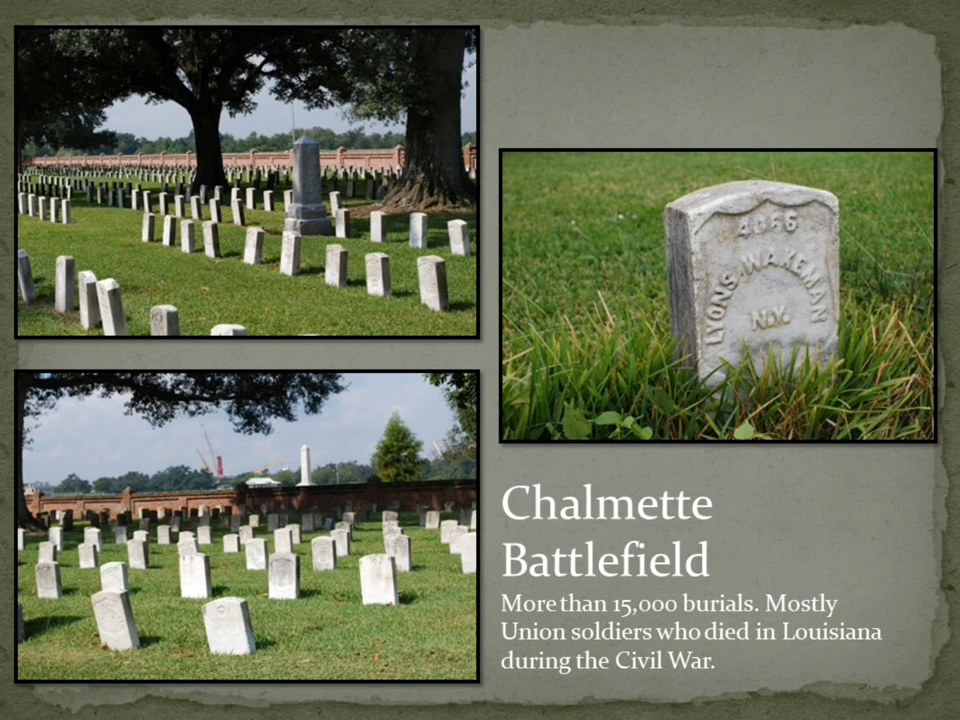 4066
LYONS WAKEMAN
N.Y.
Chalmette
Battlefield
More than 15,000 burials. Mostly
Union soldiers who died in Louisiana
during the Civil War.